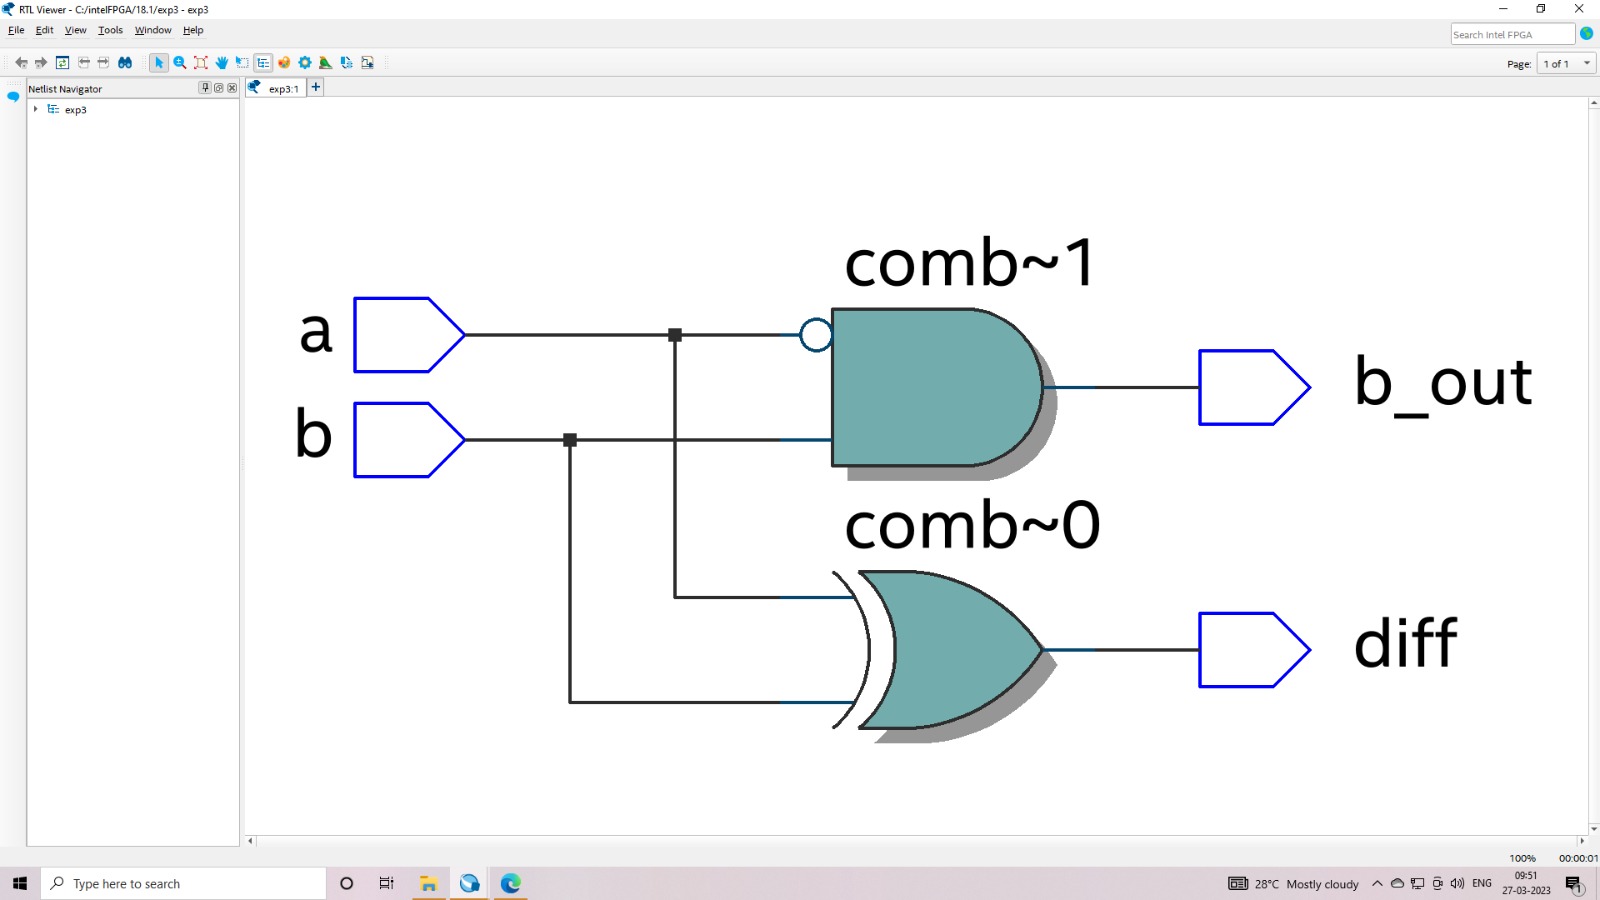 RTL Viewer - C:/intelFPGA/18.1/exp3 - exp3
File Edit View Tools Window Help
Search Intel FPGA
Page: 1 of 1
Netlist Navigator
exp3:1
exp3
comb~1
a
b_out
b
comb~0
diff
100% 00:00:01
Type here to search
28°C Mostly cloudy
ENG
09:51
27-03-2023
1